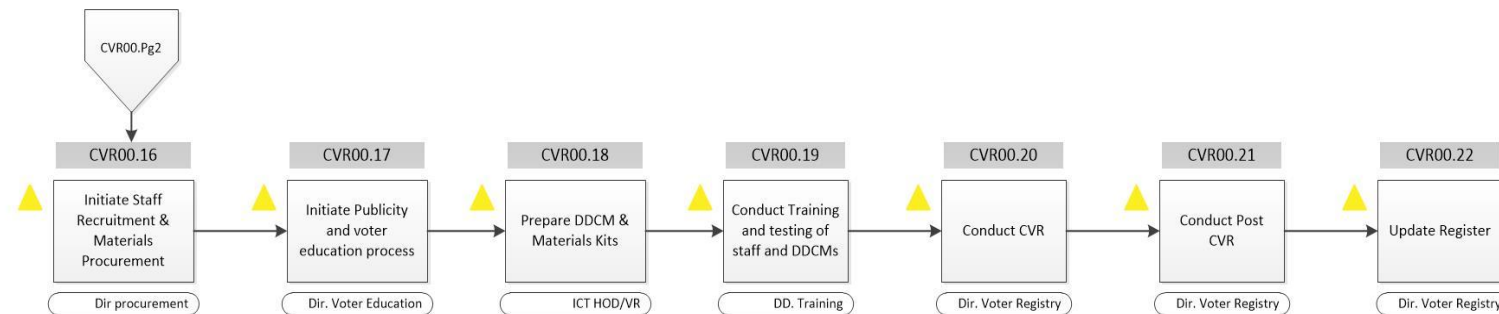 CVR00.Pg2
CVR00.16
CVR00.17
CVR00.18
CVR00.19
CVR00.20
CVR00.21
CVR00.22
Initiate Staff
Recruitment &
Materials
Procurement
Initiate Publicity
and voter
education process
Prepare DDCM &
Materials Kits
Conduct Training
and testing of
staff and DDCMs
Conduct CVR
Conduct Post
CVR
Update Register
Dir procurement
Dir. Voter Education
ICT HOD/VR
DD. Training
Dir. Voter Registry
Dir. Voter Registry
Dir. Voter Registry